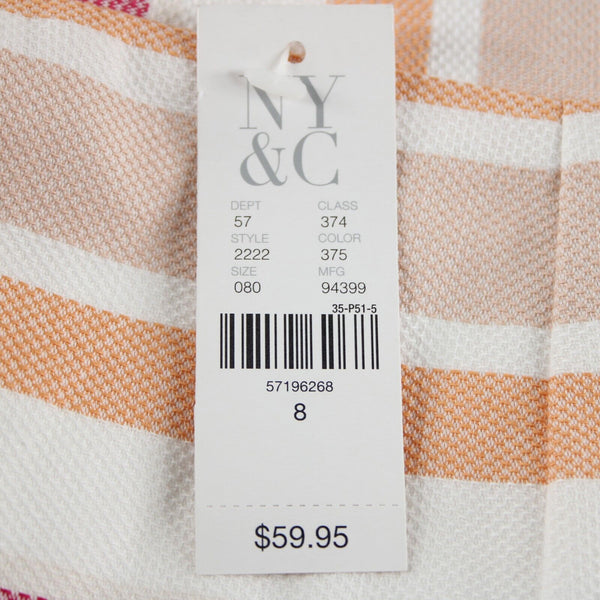 NY
&C
DEPT CLASS
57 374
STYLE COLOR
2222 375
SIZE MFG
080 94399
35-P51-5
57196268
8
$59.95